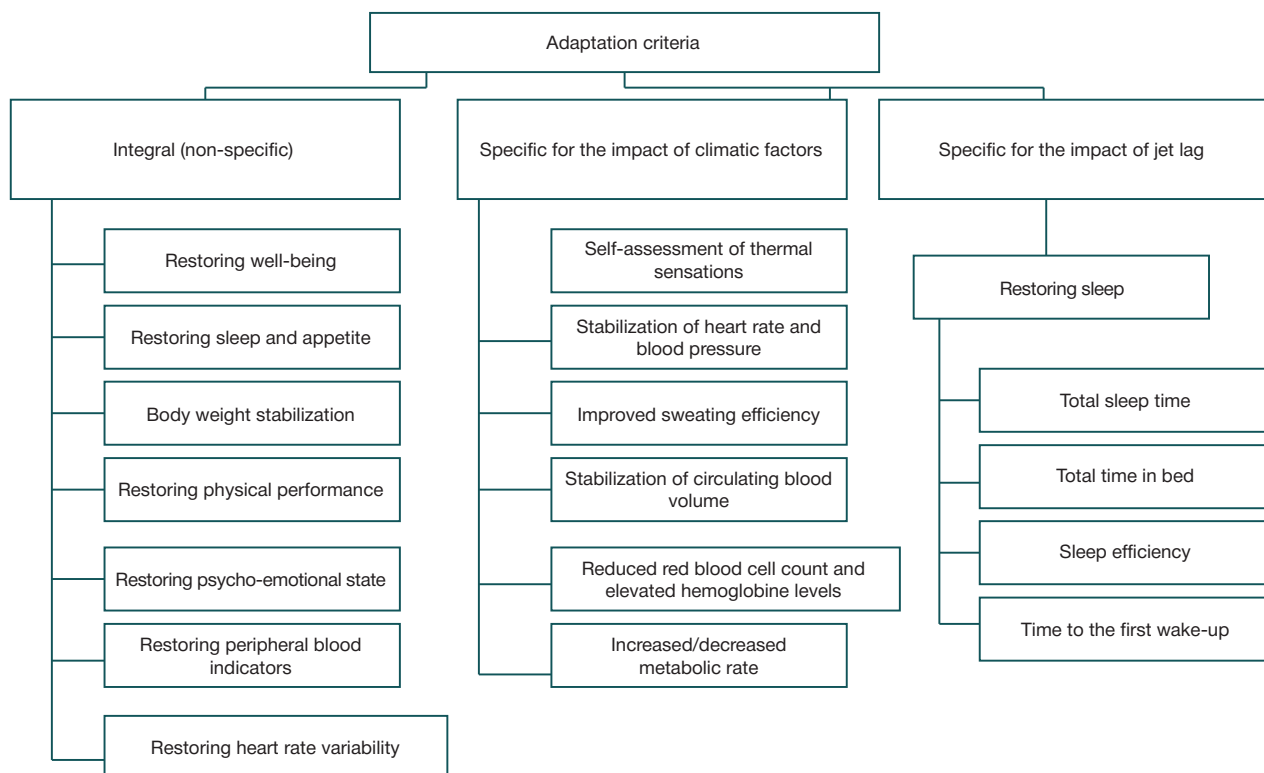 Adaptation criteria
Integral (non-specific)
Restoring well-being
Restoring sleep and appetite
Body weight stabilization
Restoring physical performance
Restoring psycho-emotional state
Restoring peripheral blood
indicators
Restoring heart rate variability
Specific for the impact of climatic factors
Self-assessment of thermal
sensations
Stabilization of heart rate and
blood pressure
Improved sweating efficiency
Stabilization of circulating blood
volume
Reduced red blood cell count and
elevated hemoglobine levels
Increased/decreased
metabolic rate
Specific for the impact of jet lag
Restoring sleep
Total sleep time
Total time in bed
Sleep efficiency
Time to the first wake-up